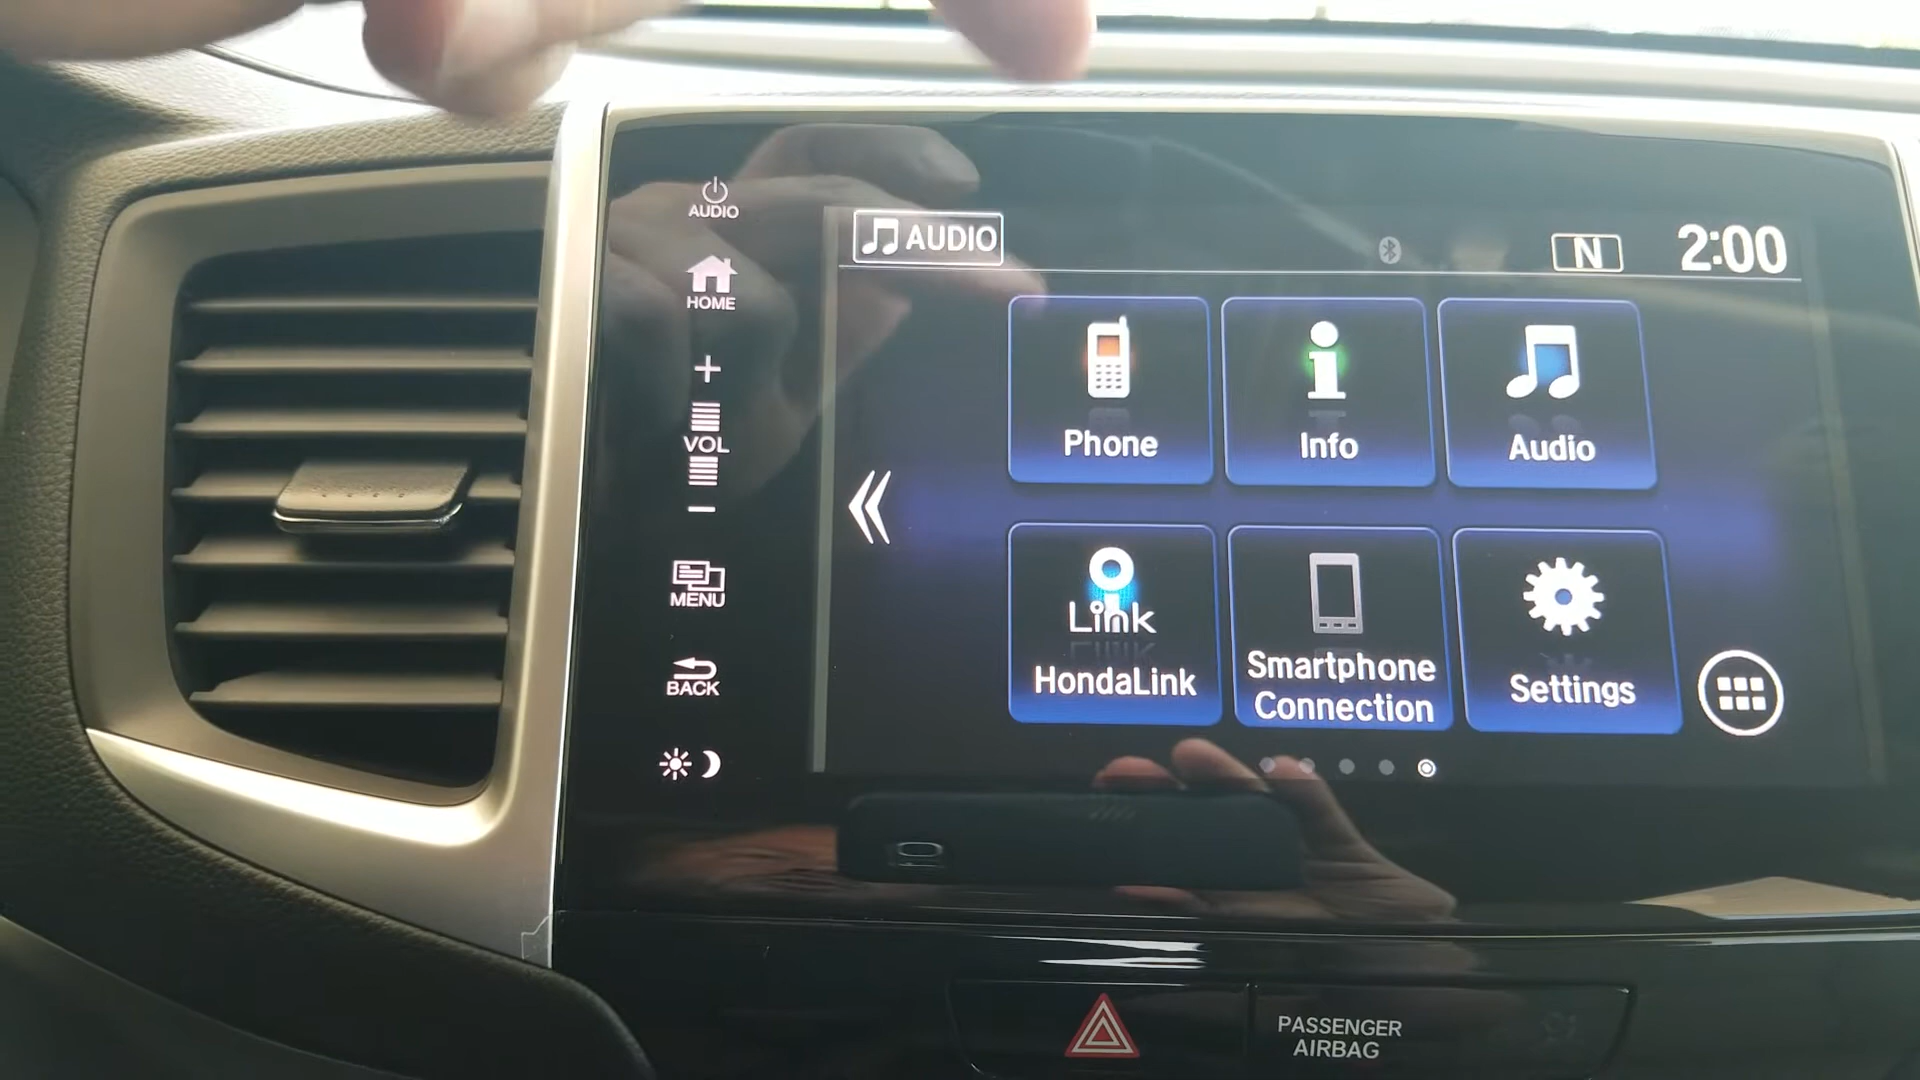 AUDIO
HOME
VOL
MENU
BACK
AUDIO
N
2:00
Phone
Info
Audio
Link
HondaLink
Smartphone
Connection
Settings
PASSENGER
AIRBAG